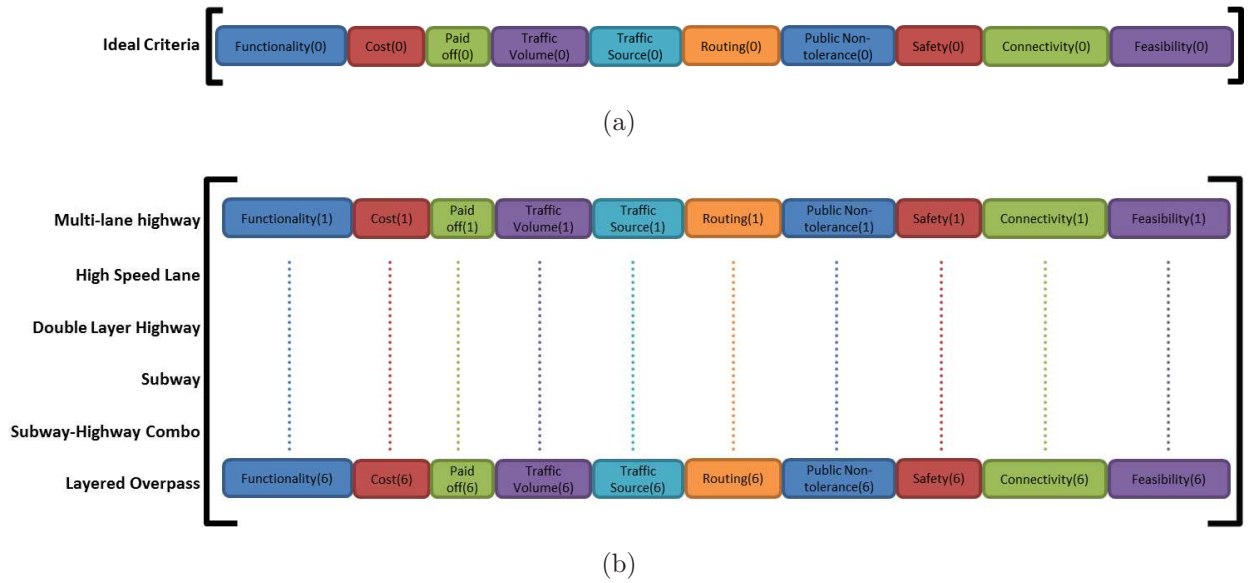 Ideal Criteria
Functionality(0)
Cost(0)
Paid
off(0)
Traffic
Volume(0)
Traffic
Source(0)
Routing(0)
Public Non-
tolerance(0)
Safety(0)
Connectivity(0)
Feasibility(0)
(a)
Multi-lane highway
Functionality(1)
Cost(1)
Paid
off(1)
Traffic
Volume(1)
Traffic
Source(1)
Routing(1)
Public Non-
tolerance(1)
Safety(1)
Connectivity(1)
Feasibility(1)
High Speed Lane
Double Layer Highway
Subway
Subway-Highway Combo
Layered Overpass
Functionality(6)
Cost(6)
Paid
off(6)
Traffic
Volume(6)
Traffic
Source(6)
Routing(6)
Public Non-
tolerance(6)
Safety(6)
Connectivity(6)
Feasibility(6)
(b)